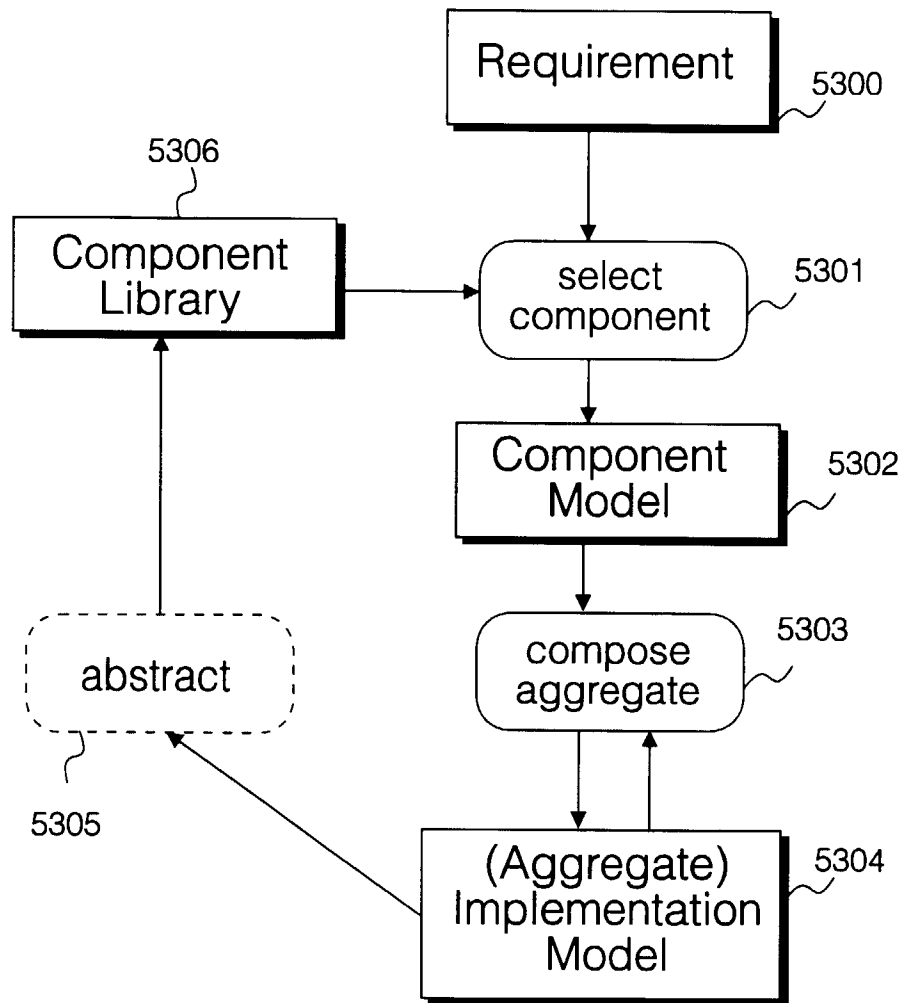 Requirement
5300
5306
Component
Library
select
component
5301
Component
Model
5302
abstract
5305
compose
aggregate
5303
(Aggregate)
Implementation
Model
5304